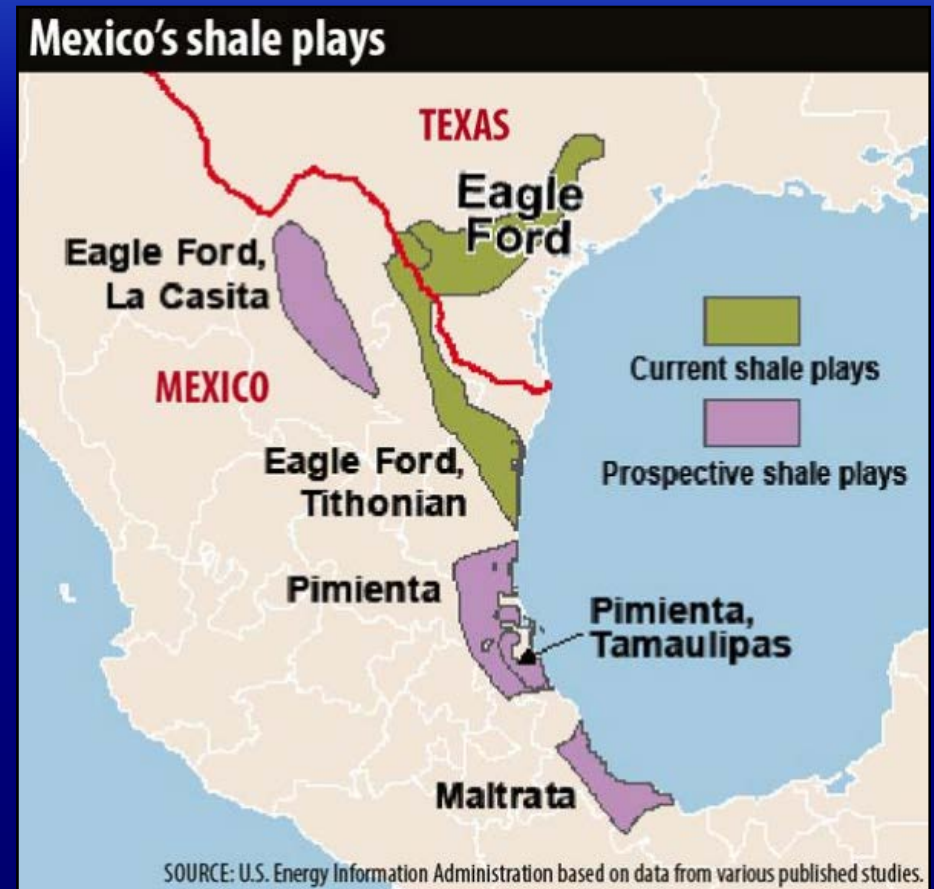 Mexico's shale plays
TEXAS
Eagle
Ford
Eagle Ford,
La Casita
MEXICO
Current shale plays
Prospective shale plays
Eagle Ford,
Tithonian
Pimienta
Pimienta,
Tamaulipas
Maltrata
SOURCE: U.S. Energy Information Administration based on data from various published studies.